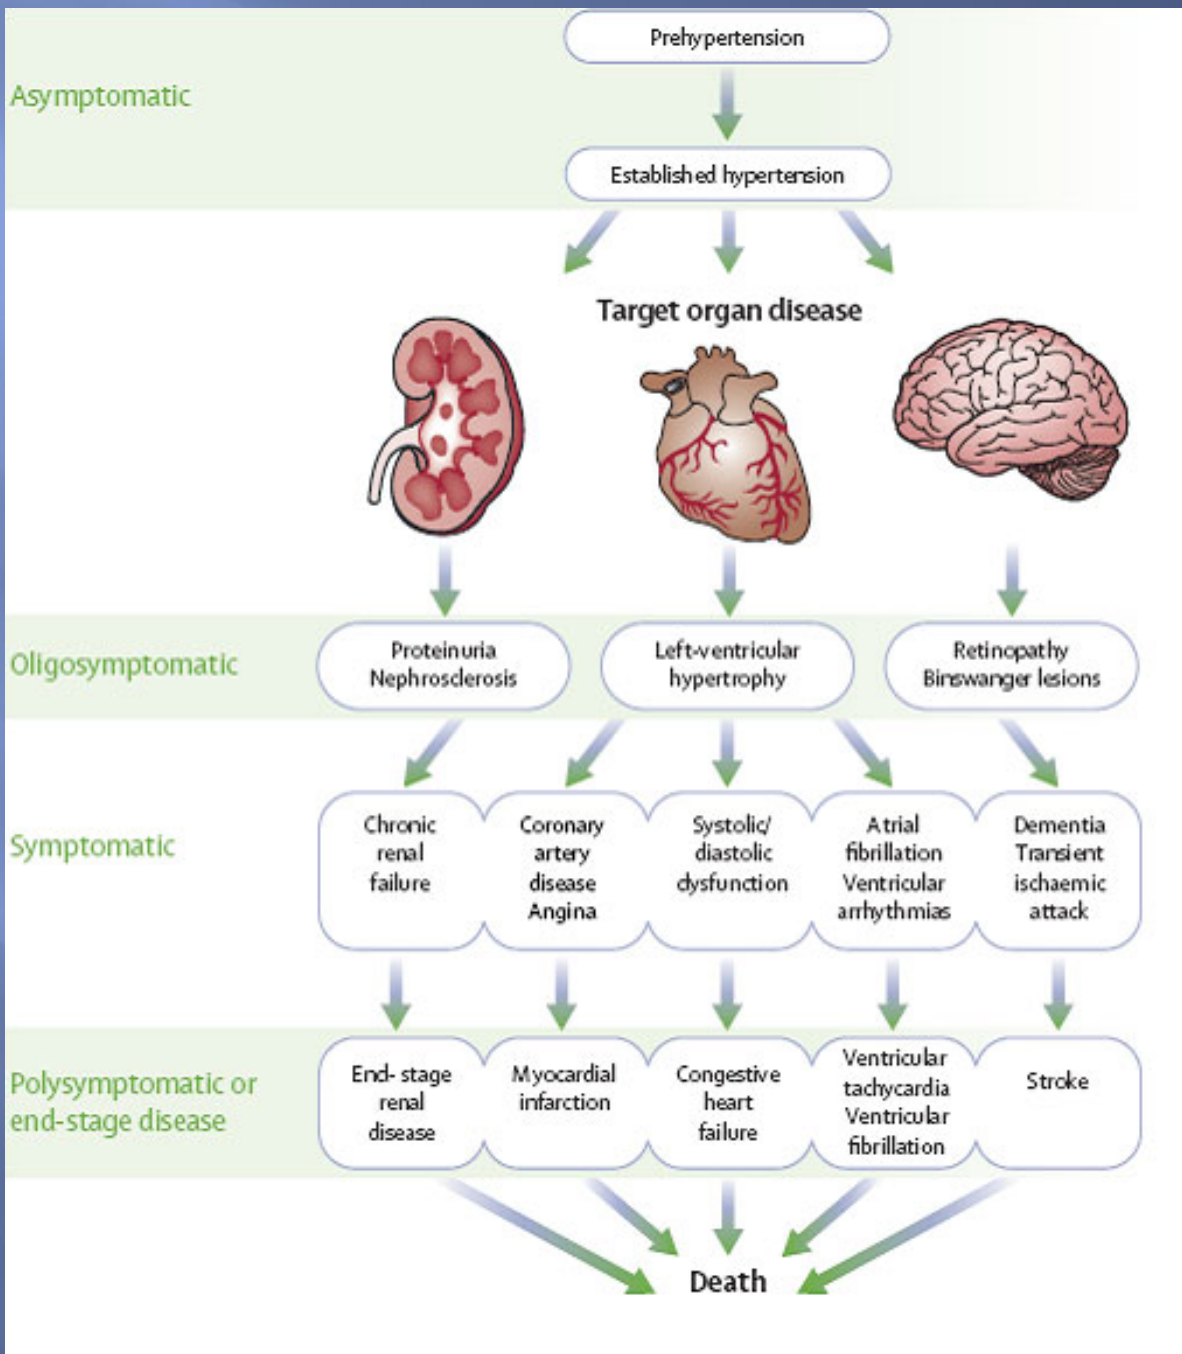 Prehypertension
Asymptomatic
Established hypertension
Target organ disease
Oligosymptomatic
Proteinuria
Nephrosclerosis
Left-ventricular
hypertrophy
Retinopathy
Binswanger lesions
Symptomatic
Chronic
renal
failure
Coronary
artery
disease
Angina
Systolic/
diastolic
dysfunction
Atrial
fibrillation
Ventricular
arrhythmias
Dementia
Transient
ischaemic
attack
Polysymptomatic or
end-stage disease
End- stage
renal
disease
Myocardial
infarction
Congestive
heart
failure
Ventricular
tachycardia
Ventricular
fibrillation
Stroke
Death